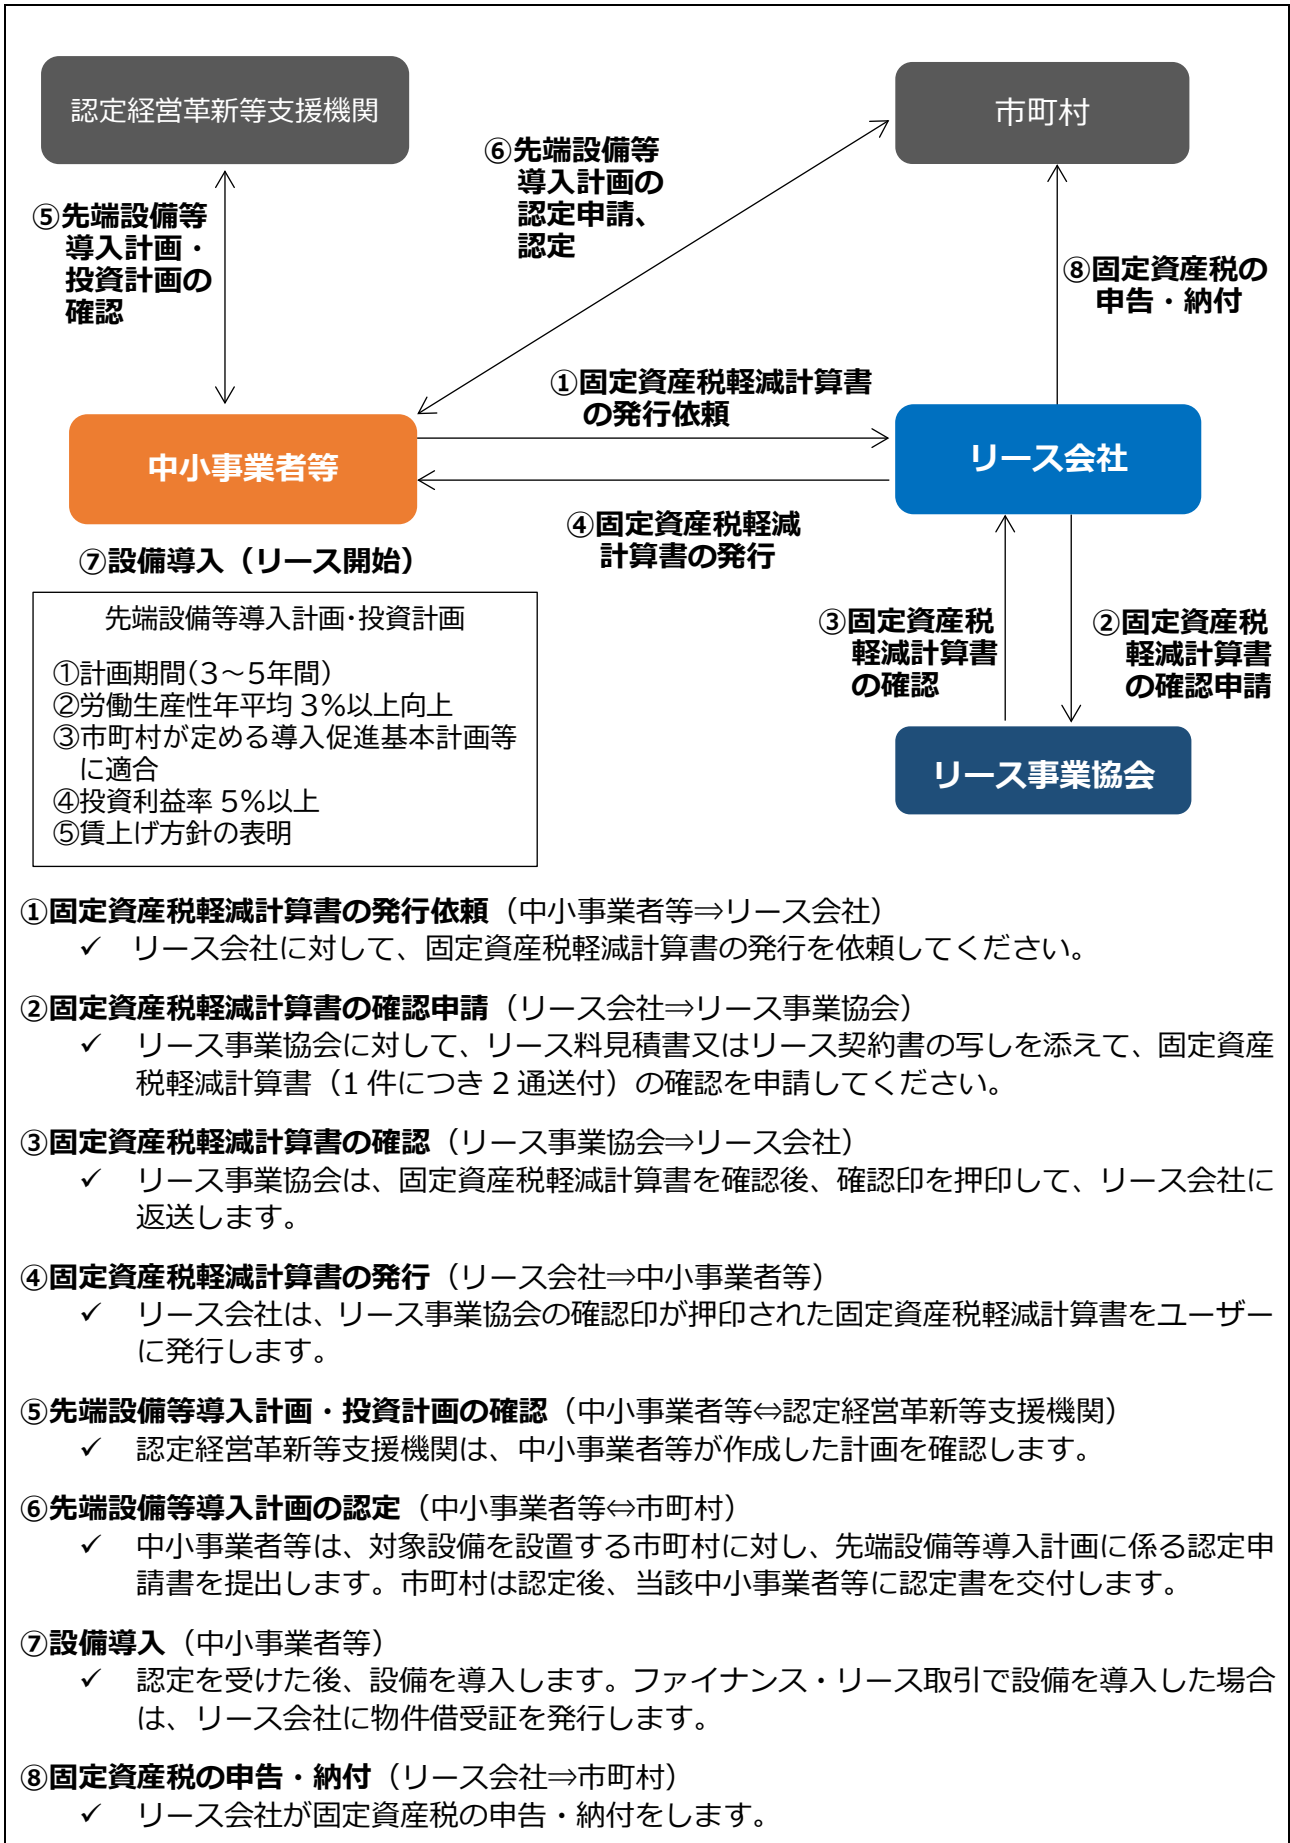 認定経営革新等支援機関
市町村
⑥先端設備等
導入計画の
認定申請、
認定
⑤先端設備等
導入計画・
投資計画の
確認
⑧固定資産税の
申告・納付
①固定資産税軽減計算書
の発行依頼
中小事業者等
リース会社
④固定資産税軽減
計算書の発行
⑦設備導入（リース開始）
先端設備等導入計画・投資計画
①計画期間(3～5年間)
②労働生産性年平均 3%以上向上
③市町村が定める導入促進基本計画等
に適合
④投資利益率 5%以上
⑤賃上げ方針の表明
③固定資産税
軽減計算書
の確認
②固定資産税
軽減計算書
の確認申請
リース事業協会
①固定資産税軽減計算書の発行依頼（中小事業者等⇒リース会社）
✓ リース会社に対して、固定資産税軽減計算書の発行を依頼してください。
②固定資産税軽減計算書の確認申請（リース会社⇒リース事業協会）
✓ リース事業協会に対して、リース料見積書又はリース契約書の写しを添えて、固定資産
税軽減計算書（1 件につき 2 通送付）の確認を申請してください。
③固定資産税軽減計算書の確認（リース事業協会⇒リース会社）
✓ リース事業協会は、固定資産税軽減計算書を確認後、確認印を押印して、リース会社に
返送します。
④固定資産税軽減計算書の発行（リース会社⇒中小事業者等）
✓ リース会社は、リース事業協会の確認印が押印された固定資産税軽減計算書をユーザー
に発行します。
⑤先端設備等導入計画・投資計画の確認（中小事業者等⇔認定経営革新等支援機関）
✓ 認定経営革新等支援機関は、中小事業者等が作成した計画を確認します。
⑥先端設備等導入計画の認定（中小事業者等⇔市町村）
✓ 中小事業者等は、対象設備を設置する市町村に対し、先端設備等導入計画に係る認定申
請書を提出します。市町村は認定後、当該中小事業者等に認定書を交付します。
⑦設備導入（中小事業者等）
✓ 認定を受けた後、設備を導入します。ファイナンス・リース取引で設備を導入した場合
は、リース会社に物件借受証を発行します。
⑧固定資産税の申告・納付（リース会社⇒市町村）
✓ リース会社が固定資産税の申告・納付をします。